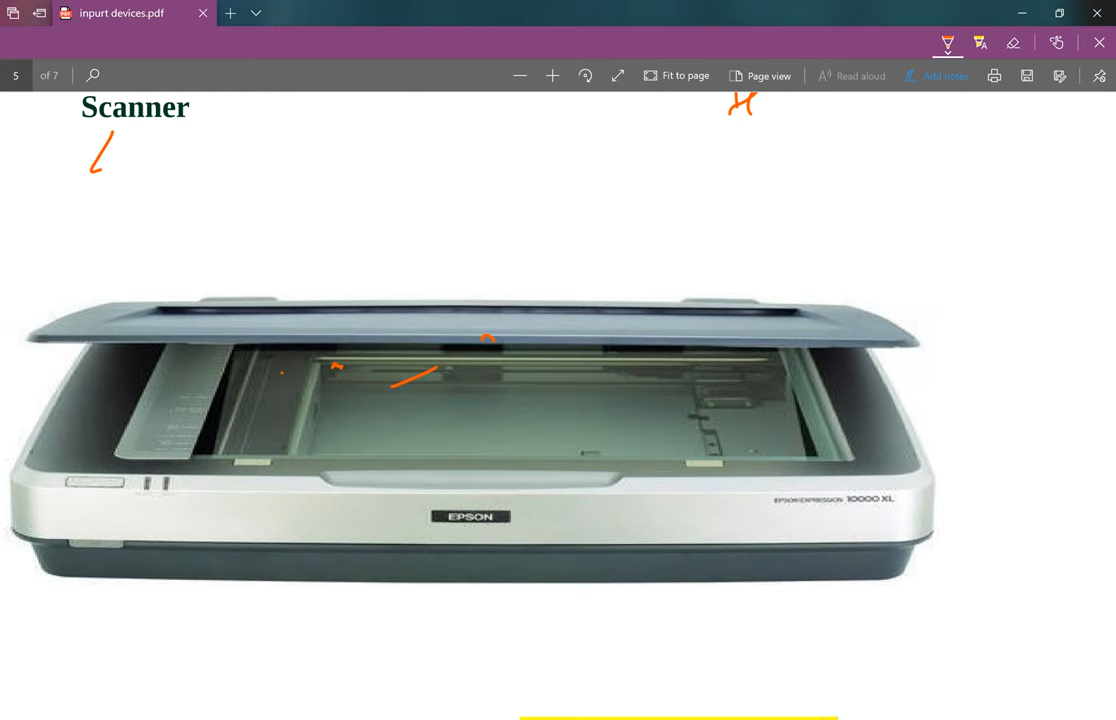 inpurt devices.pdf
5 of 7
Fit to page
Page view
Read aloud
Add notes
Scanner
EPSON
EPSON EXPRESSION 10000 XL